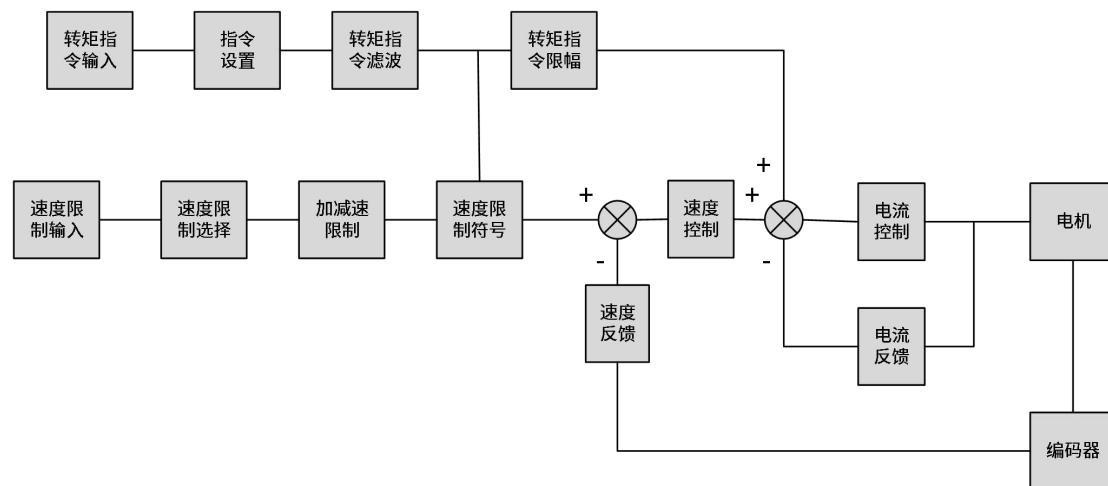 转矩指
令输入
指令
设置
转矩指
令滤波
转矩指
令限幅
速度限
制输入
速度限
制选择
加减速
限制
速度限
制符号
+
-
速度
控制
+
+
-
电流
控制
电机
速度
反馈
电流
反馈
编码器